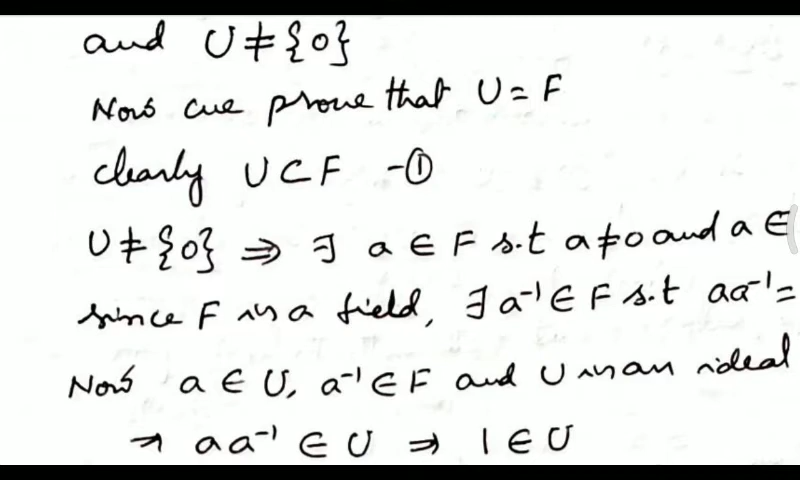 and U ≠ {0}
Now we prove that U = F
clearly U ⊂ F -①
U ≠ {0} ⇒ ∃ a ∈ F s.t a ≠ 0 and a ∈
since F is a field, ∃ a⁻¹ ∈ F s.t aa⁻¹ =
Now a ∈ U, a⁻¹ ∈ F and U is an ideal
→ aa⁻¹ ∈ U ⇒ 1 ∈ U